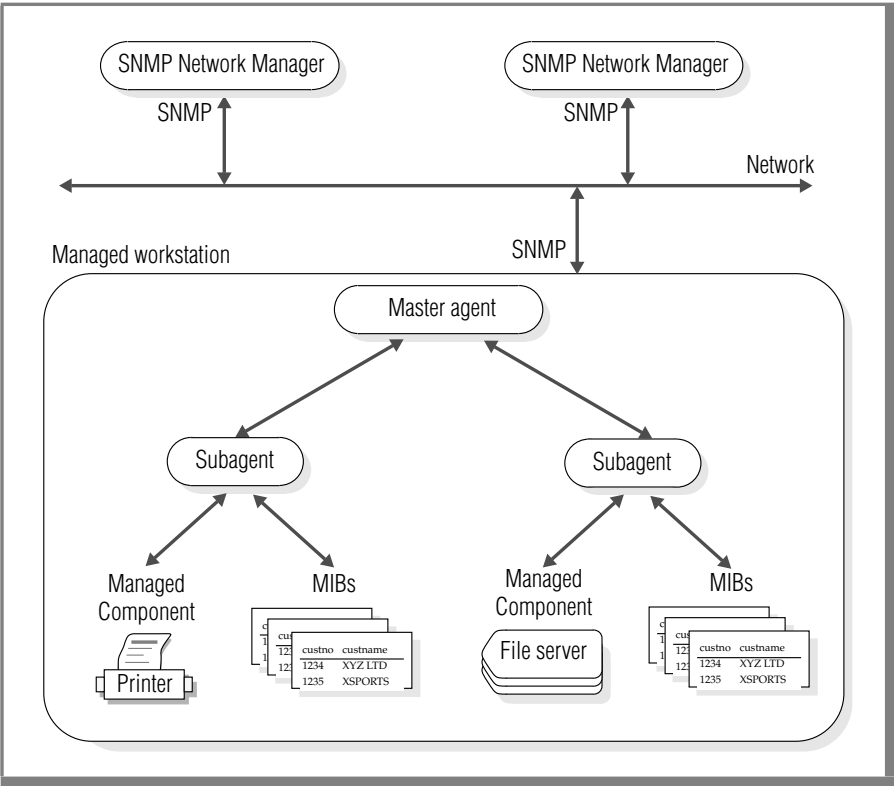 SNMP Network Manager
SNMP Network Manager
SNMP
SNMP
Network
Managed workstation
SNMP
Master agent
Subagent
Subagent
Managed
Component
MIBs
Managed
Component
MIBs
Printer
custno custname
1234 XYZ LTD
1235 XSPORTS
File server
custno custname
1234 XYZ LTD
1235 XSPORTS